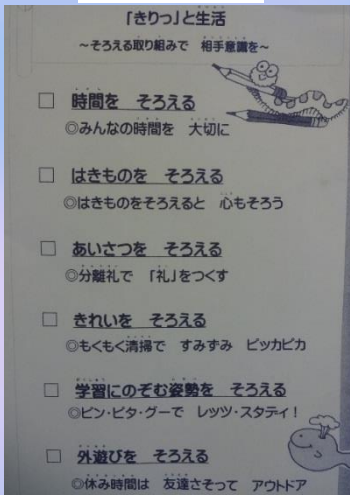 「きりっ」と生活
～そろえる取り組みで　相手意識を～
□　時間を　そろえる
◎みんなの時間を　大切に
□　はきものを　そろえる
◎はきものをそろえると　心もそろう
□　あいさつを　そろえる
◎分離礼で　「礼」をつくす
□　きれいを　そろえる
◎もくもく清掃で　すみずみ　ピッカピカ
□　学習にのぞむ姿勢を　そろえる
◎ピン・ピタ・グーで　レッツ・スタディ！
□　外遊びを　そろえる
◎休み時間は　友達さそって　アウトドア